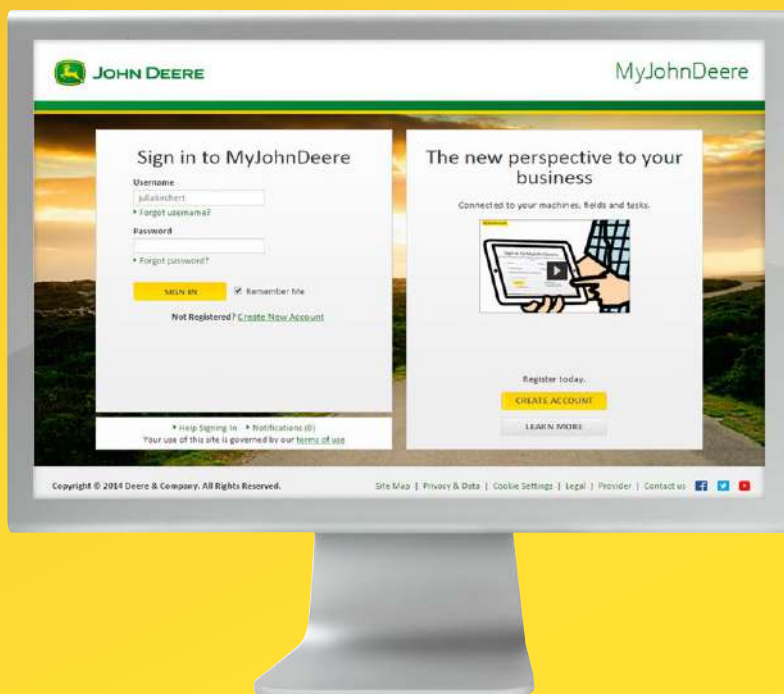 JOHN DEERE
MyJohnDeere
Sign in to MyJohnDeere
Username
▸ Forgot username?
Password
▸ Forgot password?
SIGN IN
Remember Me
Not Registered? Create New Account
▸ Help Signing In ▸ Notifications (0)
Your use of this site is governed by our terms of use
The new perspective to your
business
Connected to your machines, fields and tasks.
Register today.
CREATE ACCOUNT
LEARN MORE
Copyright © 2014 Deere & Company. All Rights Reserved.
Site Map | Privacy & Data | Cookie Settings | Legal | Provider | Contact us